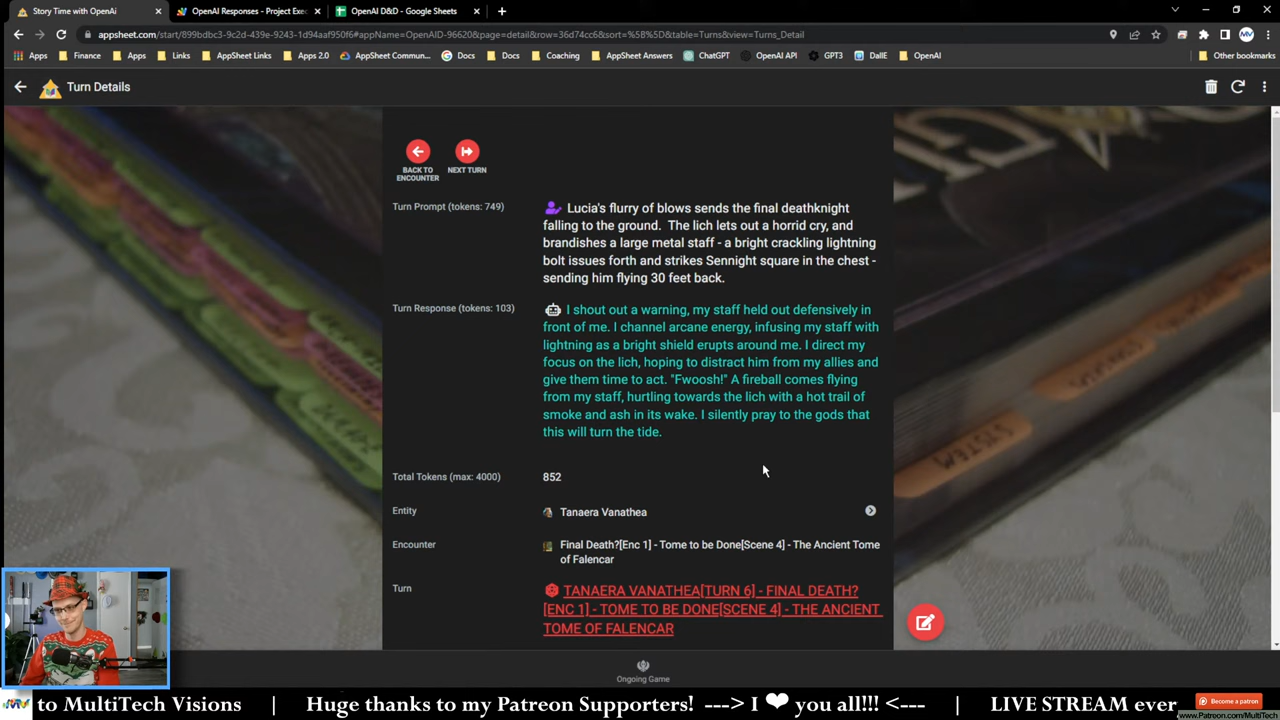 Story Time with OpenAi
OpenAI Responses - Project Exec
OpenAI D&D - Google Sheets
appsheet.com/start/899bdbc3-9c2d-439e-9243-1d94aaf950f6#appName=OpenAID-96620&page=detail&row=36d74cc6&sort=%5B%5D&table=Turns&view=Turns_Detail
Apps
Finance
Apps
Links
AppSheet Links
Apps 2.0
AppSheet Commun...
Docs
Docs
Coaching
AppSheet Answers
ChatGPT
OpenAI API
GPT3
DallE
OpenAI
Other bookmarks
Turn Details
BACK TO
ENCOUNTER
NEXT TURN
Turn Prompt (tokens: 749)
Lucia's flurry of blows sends the final deathknight
falling to the ground. The lich lets out a horrid cry, and
brandishes a large metal staff - a bright crackling lightning
bolt issues forth and strikes Sennight square in the chest -
sending him flying 30 feet back.
Turn Response (tokens: 103)
I shout out a warning, my staff held out defensively in
front of me. I channel arcane energy, infusing my staff with
lightning as a bright shield erupts around me. I direct my
focus on the lich, hoping to distract him from my allies and
give them time to act. "Fwoosh!" A fireball comes flying
from my staff, hurtling towards the lich with a hot trail of
smoke and ash in its wake. I silently pray to the gods that
this will turn the tide.
Total Tokens (max: 4000)
852
Entity
Tanaera Vanathea
Encounter
Final Death?[Enc 1] - Tome to be Done[Scene 4] - The Ancient Tome
of Falencar
Turn
TANAERA VANATHEA[TURN 6] - FINAL DEATH?
[ENC 1] - TOME TO BE DONE[SCENE 4] - THE ANCIENT
TOME OF FALENCAR
Ongoing Game
to MultiTech Visions | Huge thanks to my Patreon Supporters! ---> I ❤ you all!!! <--- | LIVE STREAM ever
Become a patron
www.Patreon.com/MultiTech